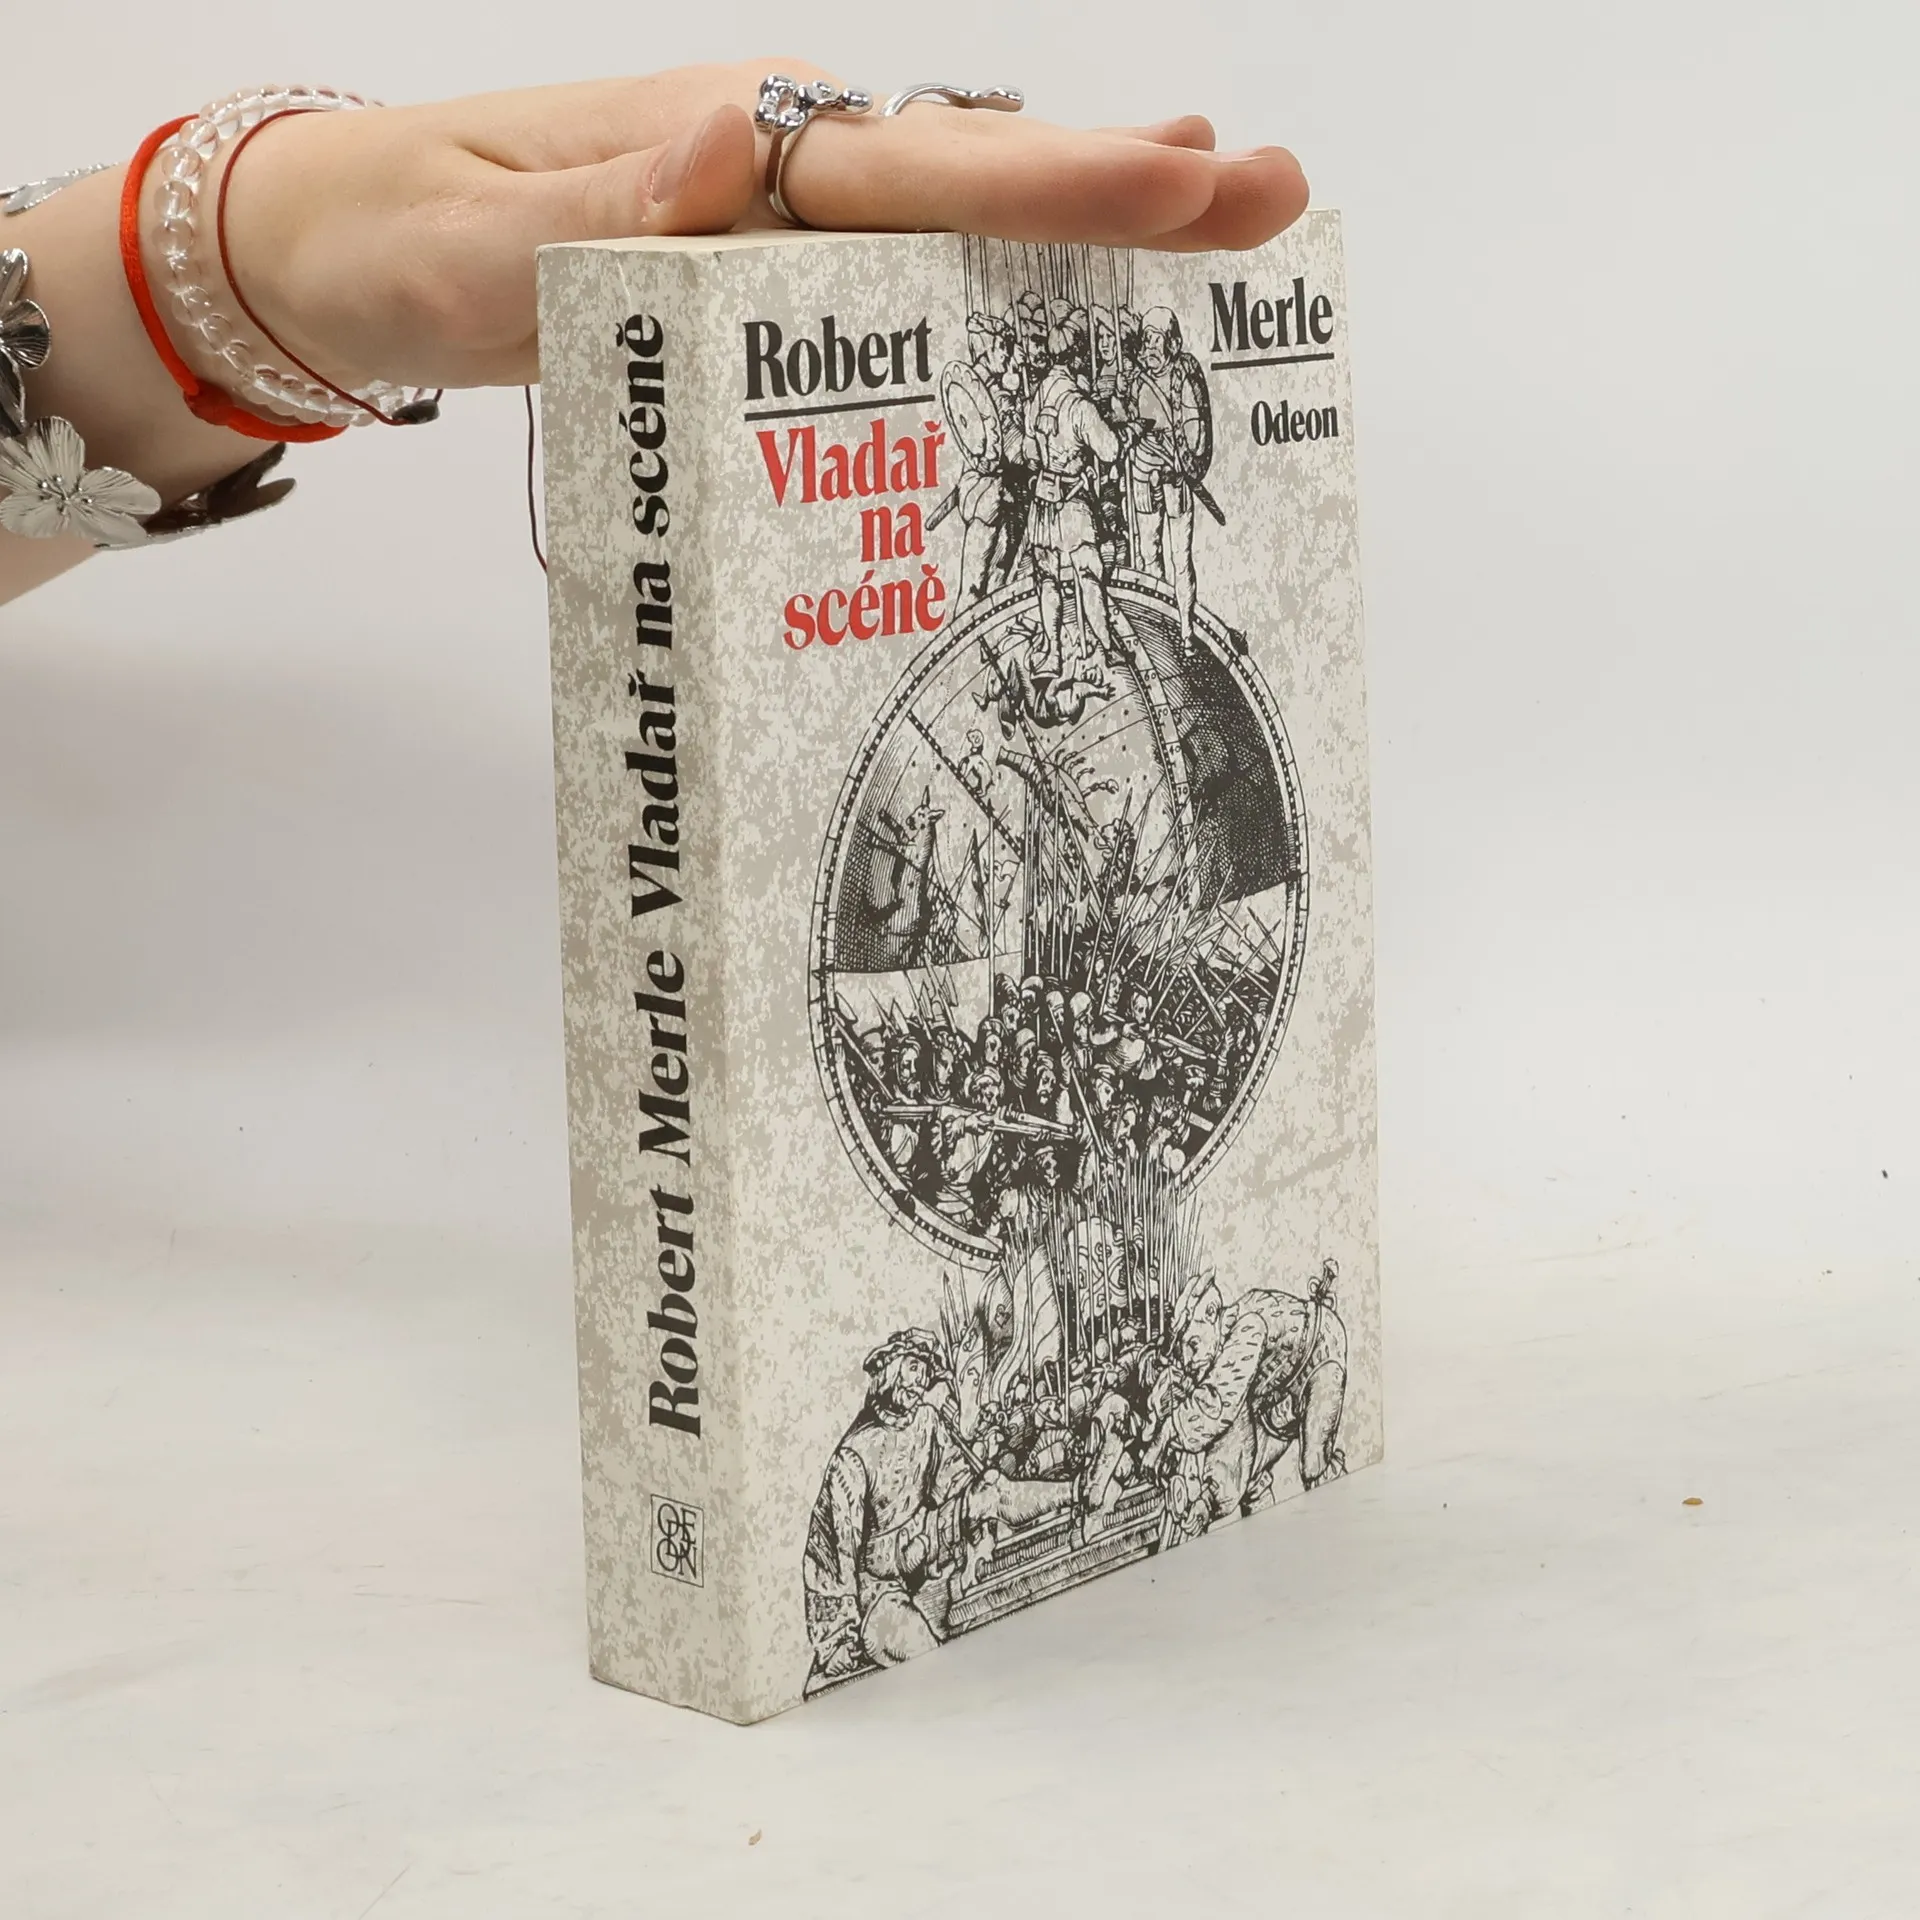 Robert Merle Vladař na scéně
ODEON
Robert
Merle
Vladař
na
scéně
Odeon